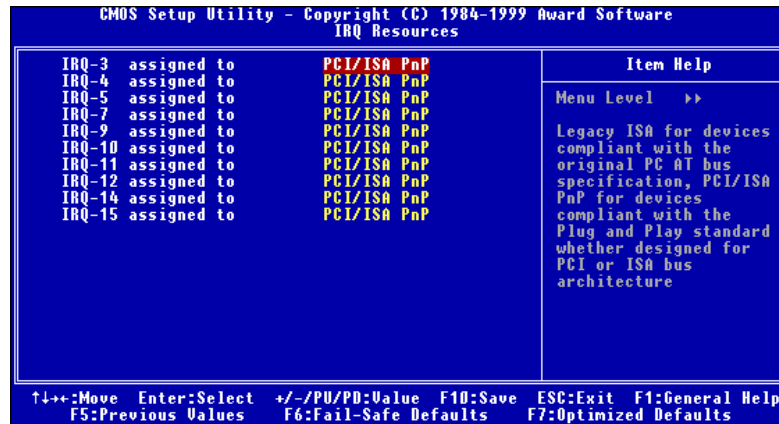 CMOS Setup Utility - Copyright (C) 1984-1999 Award Software
IRQ Resources
IRQ-3 assigned to PCI/ISA PnP
IRQ-4 assigned to PCI/ISA PnP
IRQ-5 assigned to PCI/ISA PnP
IRQ-7 assigned to PCI/ISA PnP
IRQ-9 assigned to PCI/ISA PnP
IRQ-10 assigned to PCI/ISA PnP
IRQ-11 assigned to PCI/ISA PnP
IRQ-12 assigned to PCI/ISA PnP
IRQ-14 assigned to PCI/ISA PnP
IRQ-15 assigned to PCI/ISA PnP
Item Help
Menu Level ▸▸
Legacy ISA for devices
compliant with the
original PC AT bus
specification, PCI/ISA
PnP for devices
compliant with the
Plug and Play standard
whether designed for
PCI or ISA bus
architecture
↑↓→←:Move Enter:Select +/-/PU/PD:Value F10:Save ESC:Exit F1:General Help
F5:Previous Values F6:Fail-Safe Defaults F7:Optimized Defaults